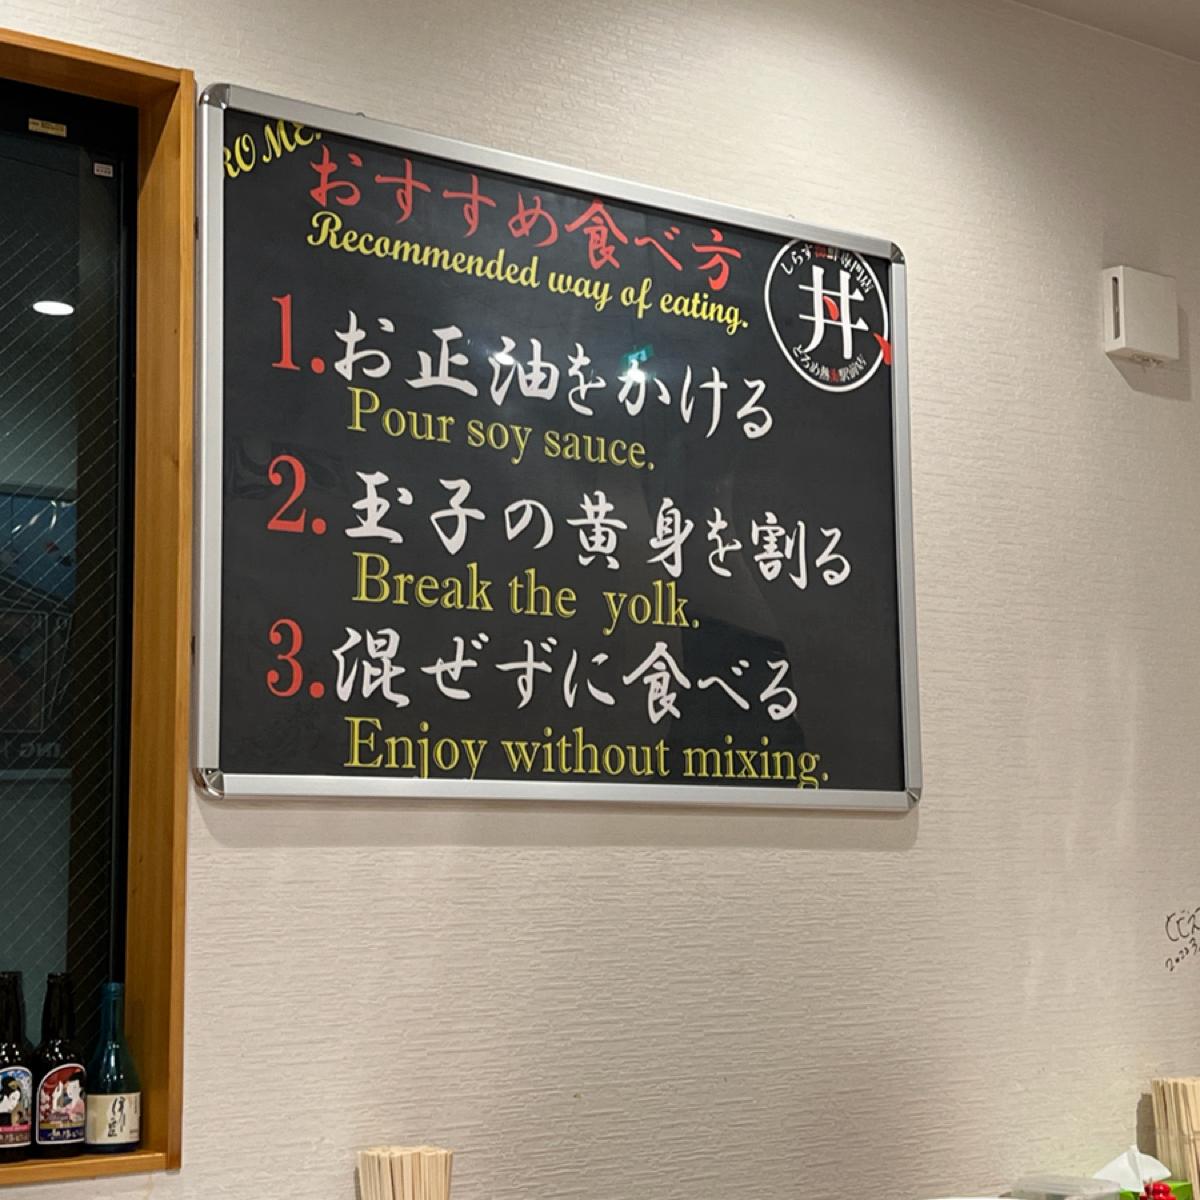 RO ME.
おすすめ食べ方
Recommended way of eating.
丼
1.お正油をかける
Pour soy sauce.
2.玉子の黄身を割る
Break the yolk.
3.混ぜずに食べる
Enjoy without mixing.